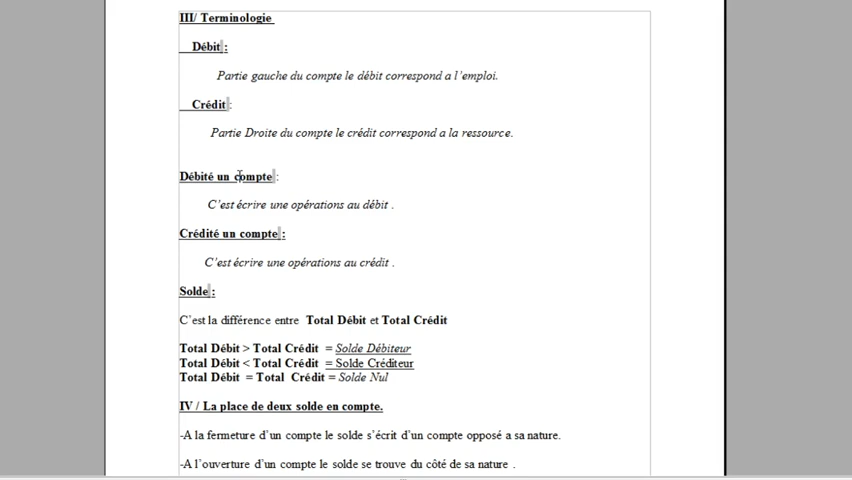 III/ Terminologie
Débit :
Partie gauche du compte le débit correspond a l’emploi.
Crédit :
Partie Droite du compte le crédit correspond a la ressource.
Débité un compte :
C’est écrire une opérations au débit .
Crédité un compte :
C’est écrire une opérations au crédit .
Solde :
C’est la différence entre Total Débit et Total Crédit
Total Débit > Total Crédit = Solde Débiteur
Total Débit < Total Crédit = Solde Créditeur
Total Débit = Total Crédit = Solde Nul
IV / La place de deux solde en compte.
-A la fermeture d’un compte le solde s’écrit d’un compte opposé a sa nature.
-A l’ouverture d’un compte le solde se trouve du côté de sa nature .